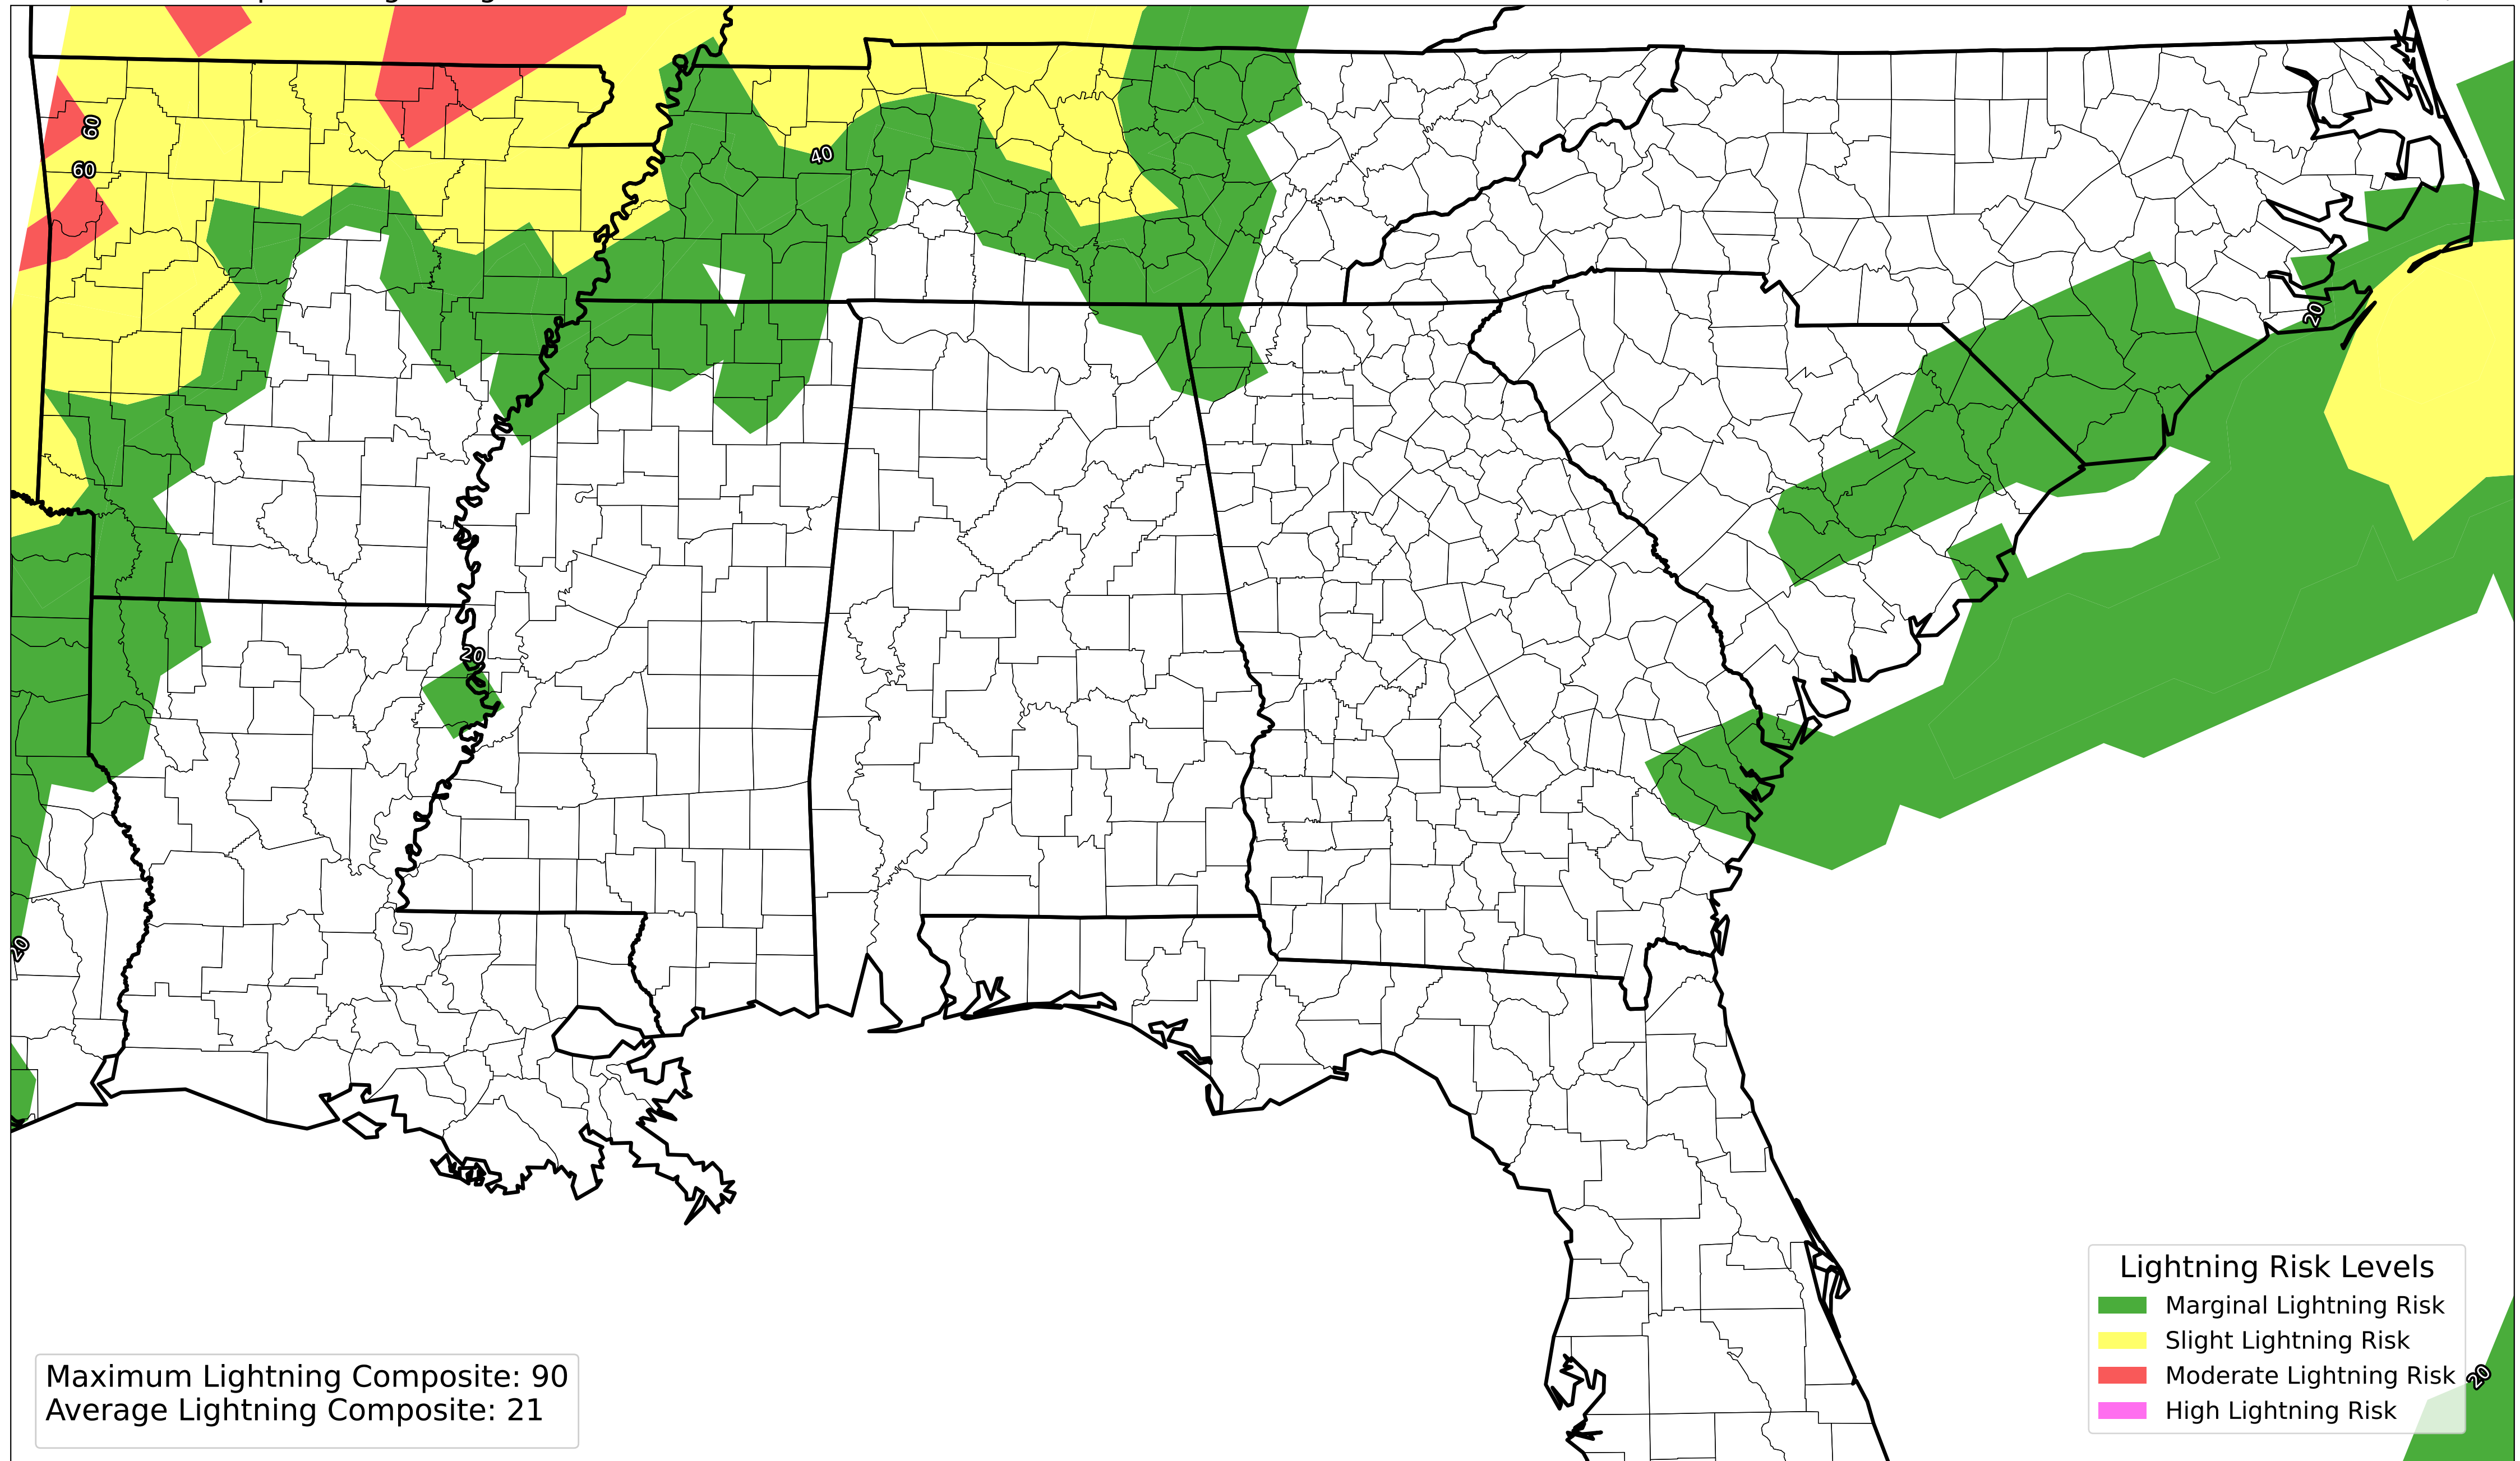 60
60
40
20
20
20
Lightning Risk Levels
Marginal Lightning Risk
Slight Lightning Risk
Moderate Lightning Risk
High Lightning Risk
20
Maximum Lightning Composite: 90
Average Lightning Composite: 21